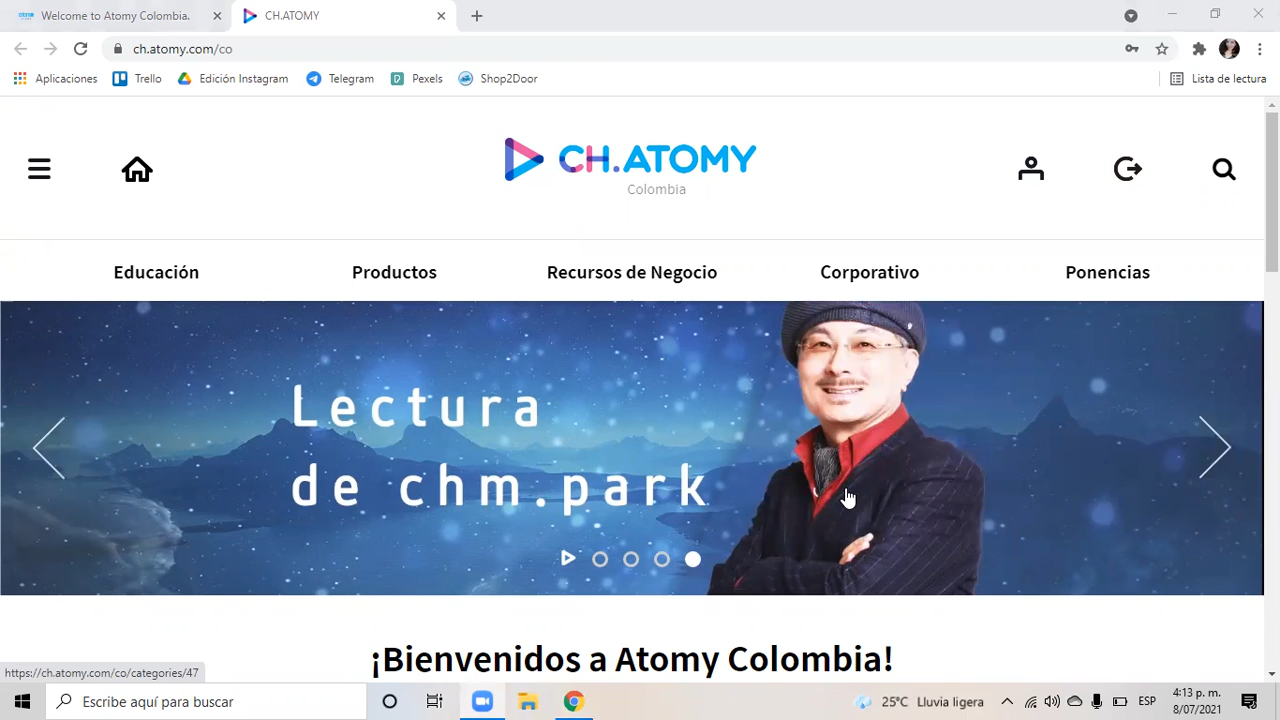 Welcome to Atomy Colombia.
CH.ATOMY
ch.atomy.com/co
Aplicaciones
Trello
Edición Instagram
Telegram
Pexels
Shop2Door
Lista de lectura
CH.ATOMY
Colombia
Educación
Productos
Recursos de Negocio
Corporativo
Ponencias
Lectura
de chm.park
¡Bienvenidos a Atomy Colombia!
https://ch.atomy.com/co/categories/47
Escribe aquí para buscar
25°C Lluvia ligera
ESP
4:13 p. m.
8/07/2021